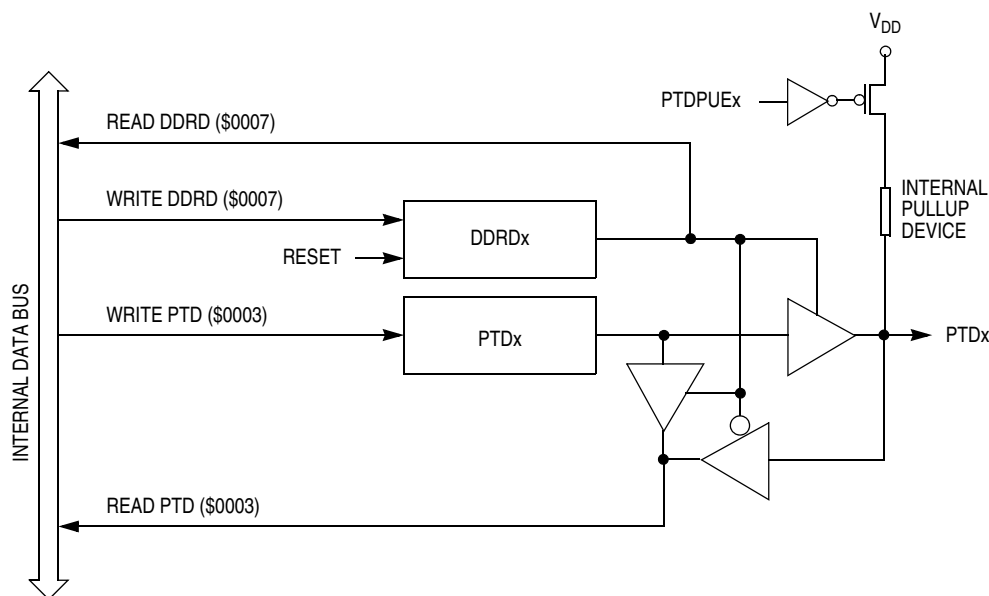 V_DD
PTDPUEx
READ DDRD ($0007)
WRITE DDRD ($0007)
INTERNAL
PULLUP
DEVICE
DDRDx
RESET
WRITE PTD ($0003)
PTDx
PTDx
INTERNAL DATA BUS
READ PTD ($0003)